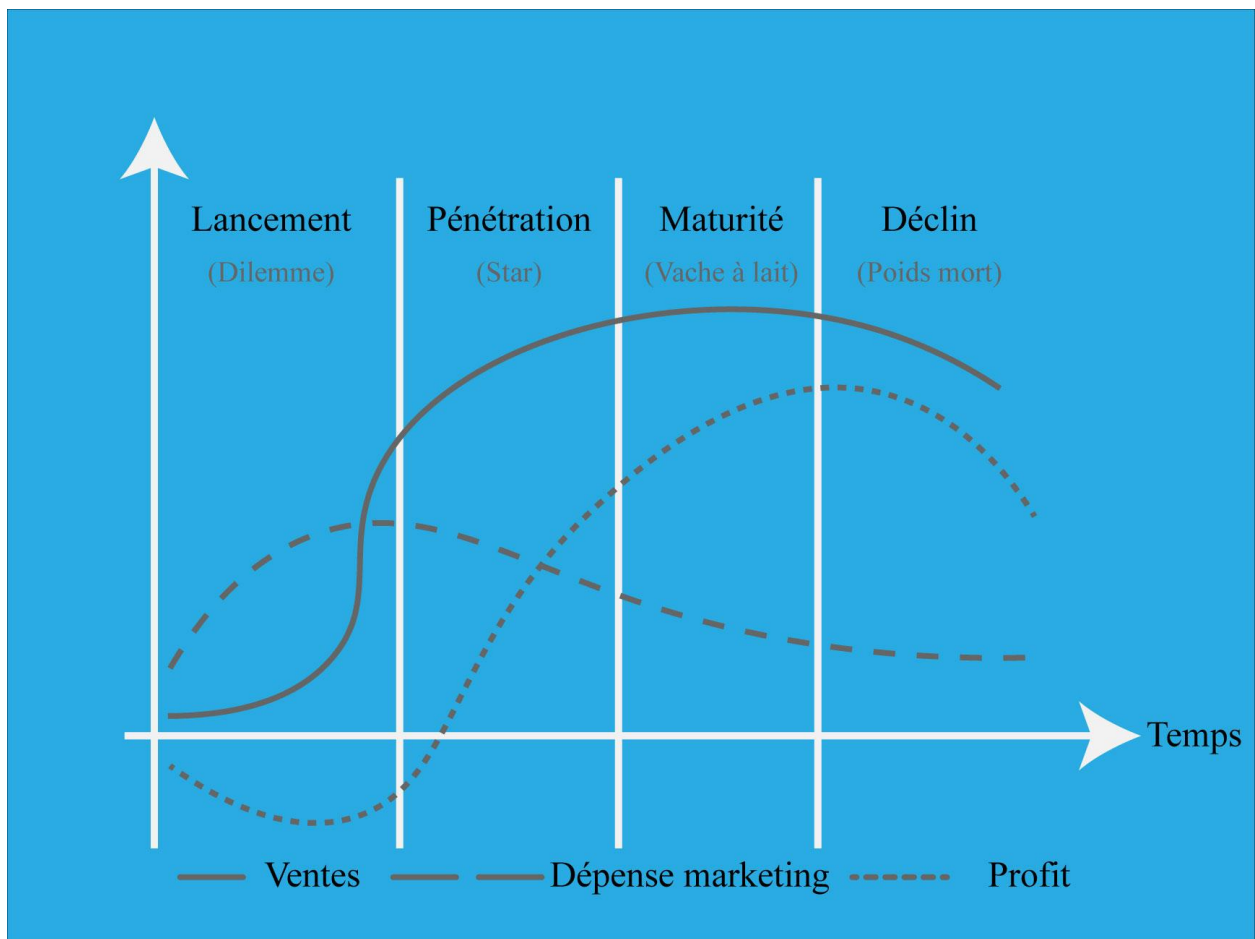 Lancement Pénétration Maturité Déclin
(Dilemme) (Star) (Vache à lait) (Poids mort)
Temps
Ventes Dépense marketing Profit